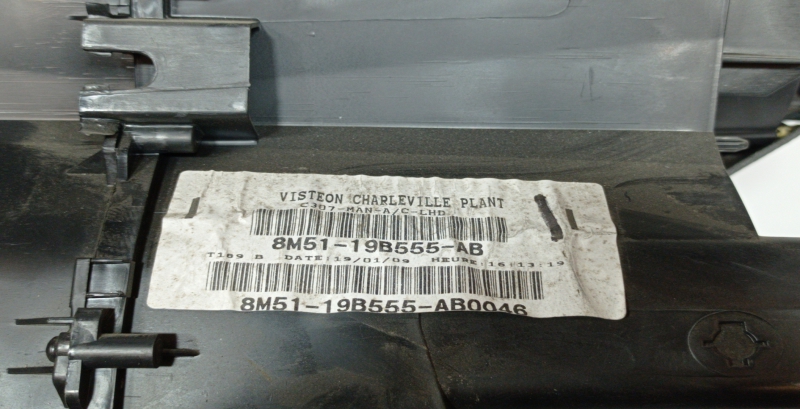 VISTEON CHARLEVILLE PLANT
C307-MAN-A/C-LHD
8M51-19B555-AB
T169 B DATE:19/01/09 HEURE:16:13:19
8M51-19B555-AB0046